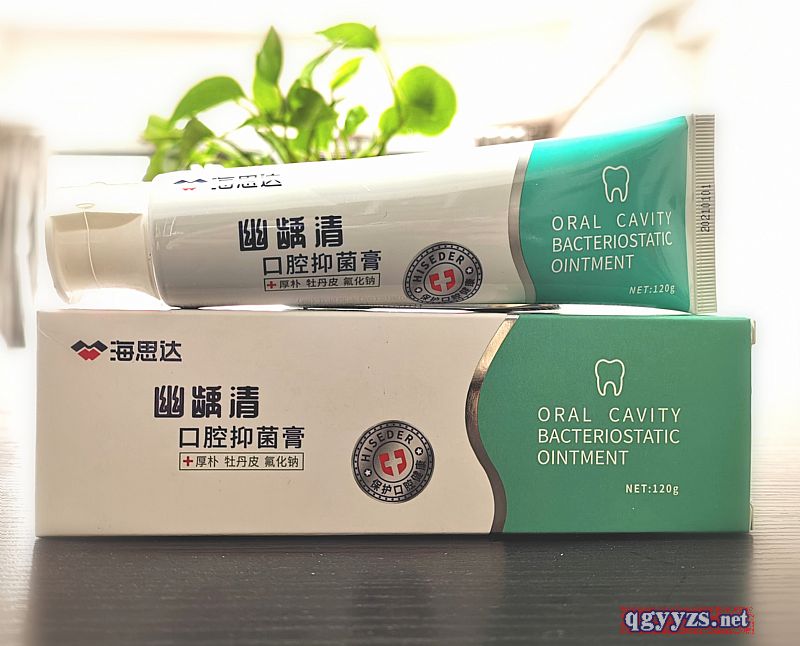 海思达
幽龋清
口腔抑菌膏
厚朴 牡丹皮 氟化钠
HISEDER
保护口腔健康
ORAL CAVITY
BACTERIOSTATIC
OINTMENT
NET:120g
20210101
海思达
幽龋清
口腔抑菌膏
厚朴 牡丹皮 氟化钠
HISEDER
保护口腔健康
ORAL CAVITY
BACTERIOSTATIC
OINTMENT
NET:120g
qgyyzs.net